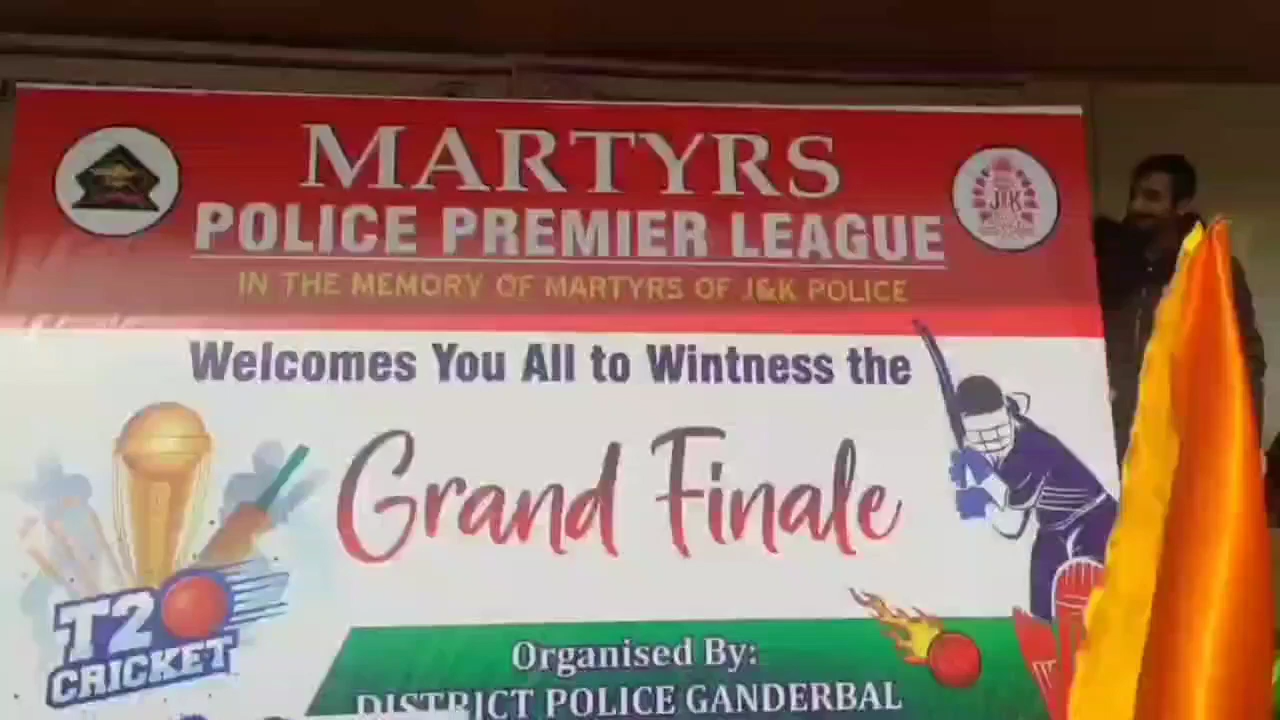 MARTYRS
POLICE PREMIER LEAGUE
IN THE MEMORY OF MARTYRS OF J&K POLICE
J&K
Welcomes You All to Wintness the
Grand Finale
T20
CRICKET
Organised By:
DISTRICT POLICE GANDERBAL